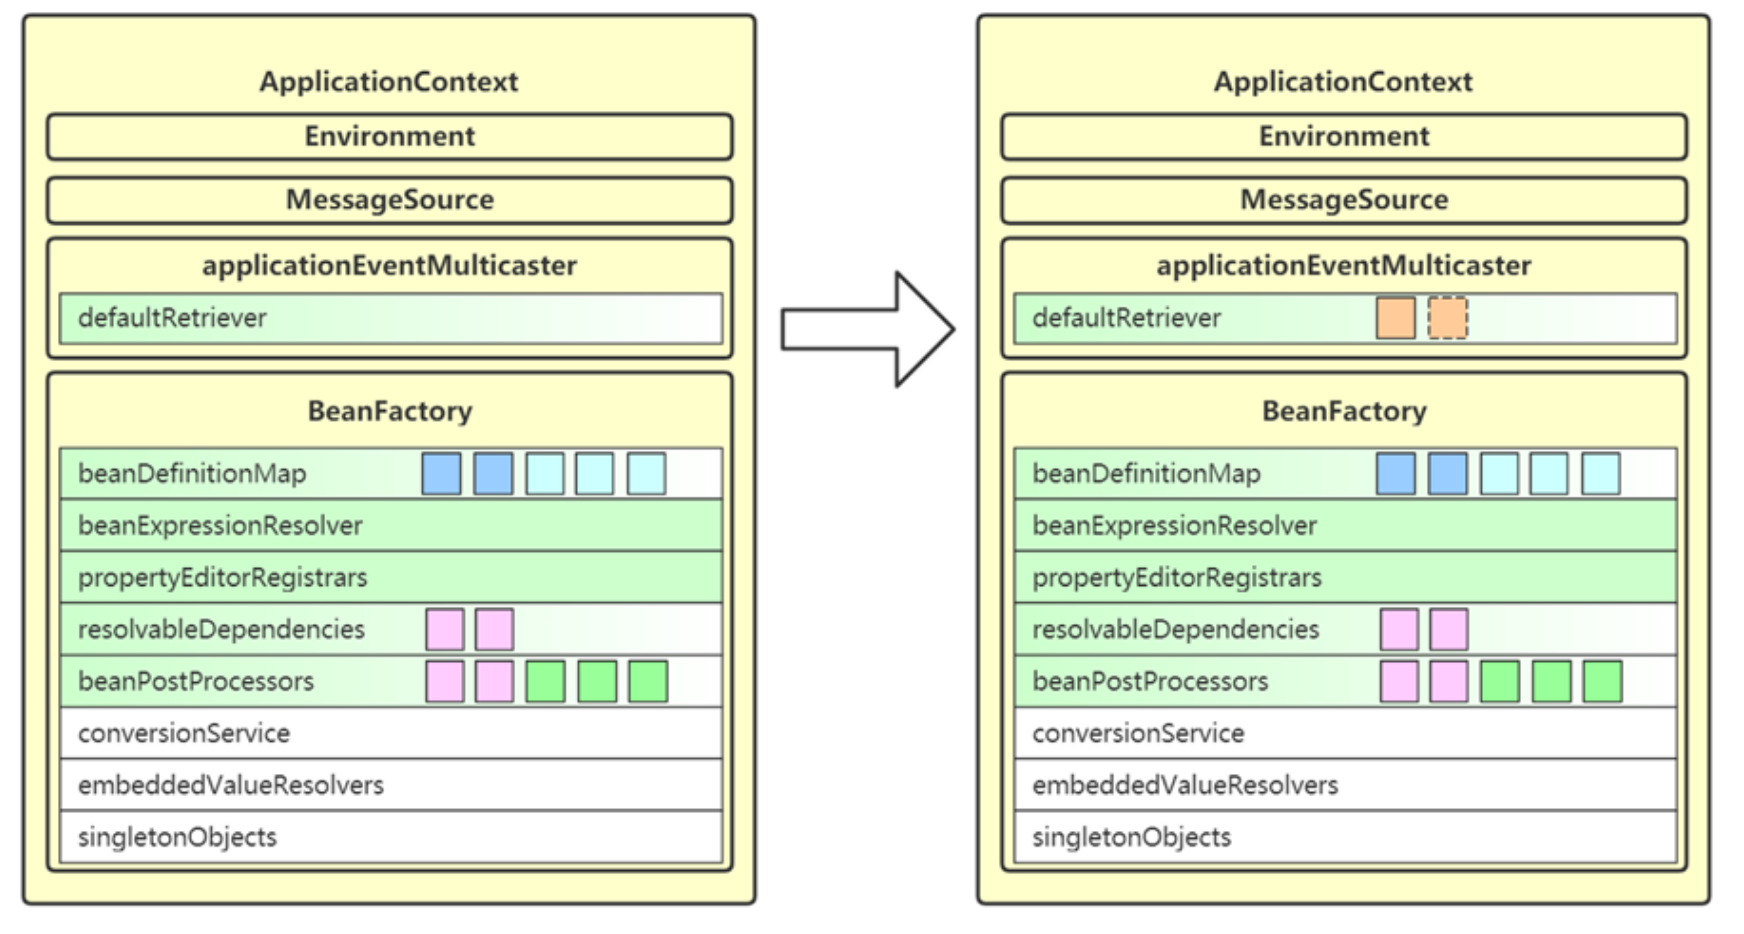 ApplicationContext
Environment
MessageSource
applicationEventMulticaster
defaultRetriever
BeanFactory
beanDefinitionMap
beanExpressionResolver
propertyEditorRegistrars
resolvableDependencies
beanPostProcessors
conversionService
embeddedValueResolvers
singletonObjects
ApplicationContext
Environment
MessageSource
applicationEventMulticaster
defaultRetriever
BeanFactory
beanDefinitionMap
beanExpressionResolver
propertyEditorRegistrars
resolvableDependencies
beanPostProcessors
conversionService
embeddedValueResolvers
singletonObjects